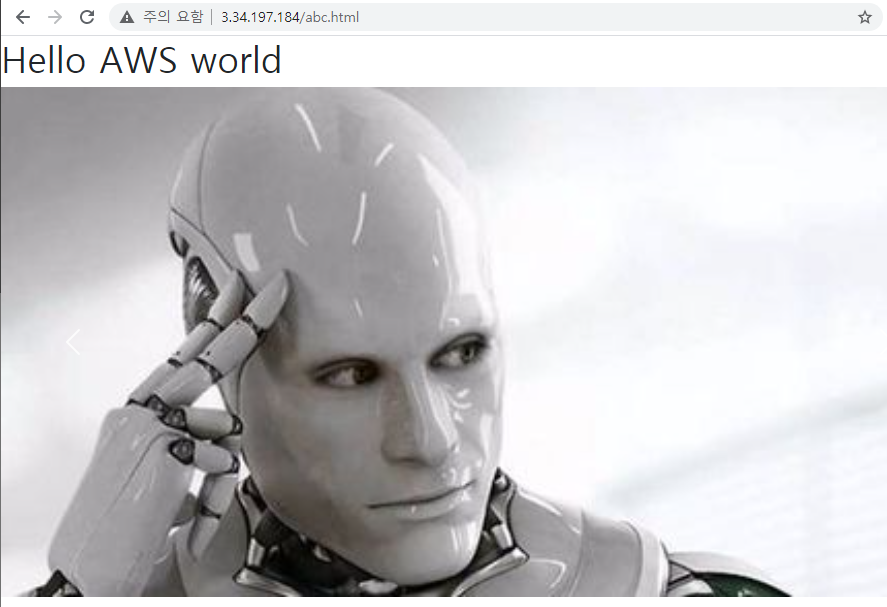 주의 요함 | 3.34.197.184/abc.html
Hello AWS world